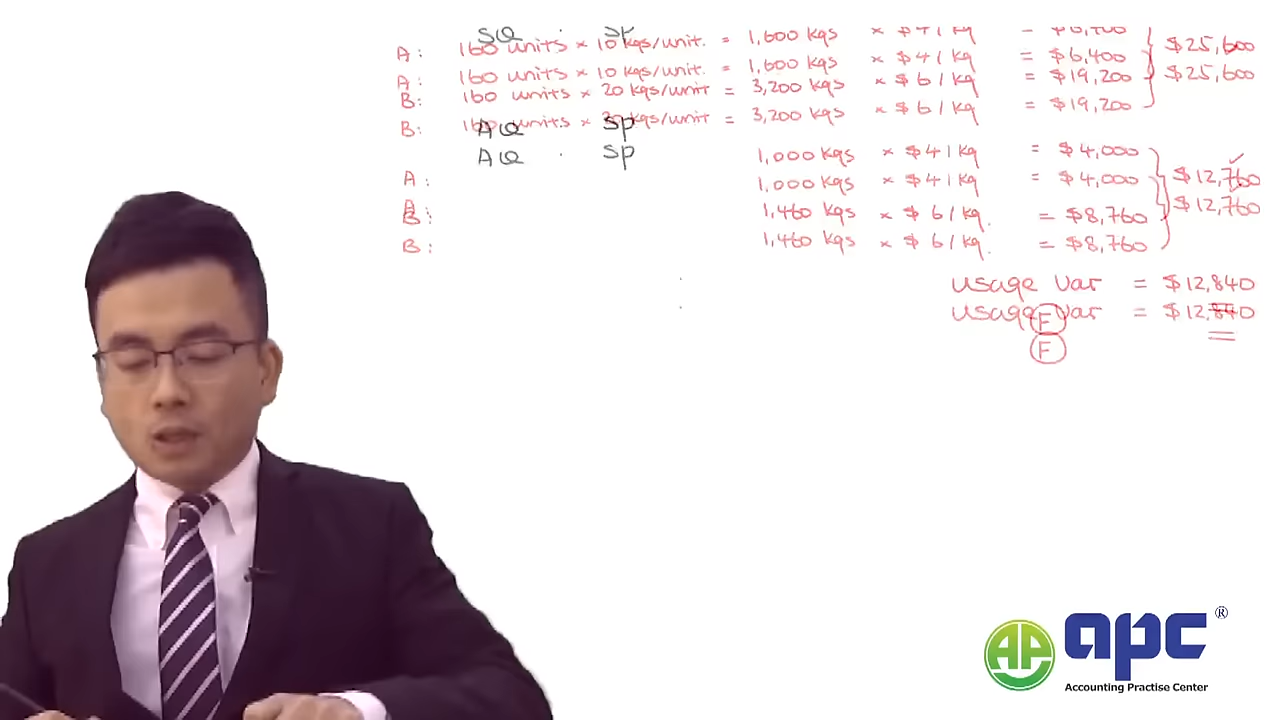 SQ . SP
A: 160 units × 10 kgs/unit. = 1,600 kgs × $4/kg = $6,400 } $25,600
A: 160 units × 10 kgs/unit. = 1,600 kgs × $4/kg = $6,400 } $25,600
B: 160 units × 20 kgs/unit = 3,200 kgs × $6/kg = $19,200
B: 160 units × 20 kgs/unit = 3,200 kgs × $6/kg = $19,200
AQ SP
AQ . SP
A: 1,000 kgs × $4/kg = $4,000 } $12,760
A: 1,000 kgs × $4/kg = $4,000 } $12,760
B: 1,460 kgs × $6/kg. = $8,760
B: 1,460 kgs × $6/kg. = $8,760
usage var = $12,840
usage var = $12,840
F
F
AP apc®
Accounting Practise Center